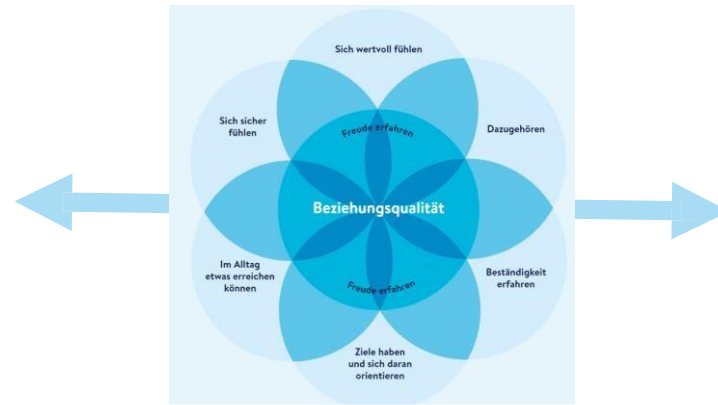 Sich wertvoll fühlen
Sich sicher
fühlen
Freude erfahren
Dazugehören
Beziehungsqualität
Im Alltag
etwas erreichen
können
Beständigkeit
erfahren
Freude erfahren
Ziele haben
und sich daran
orientieren